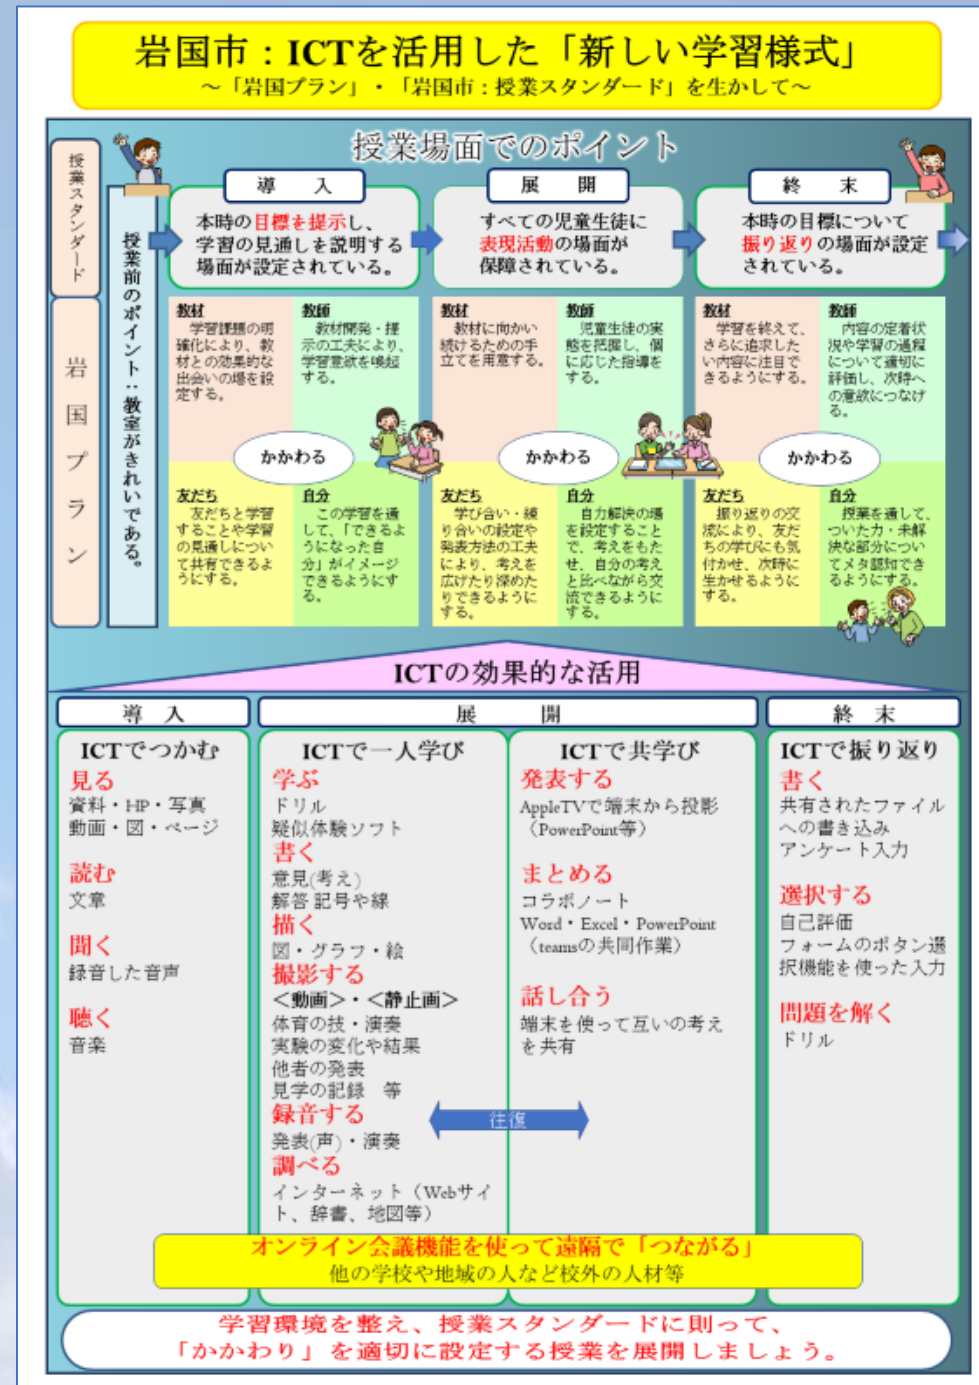 岩国市：ICTを活用した「新しい学習様式」
～「岩国プラン」・「岩国市：授業スタンダード」を生かして～
授業場面でのポイント
授業スタンダード
岩国プラン
授業前のポイント：教室がきれいである。
導　入
本時の目標を提示し、
学習の見通しを説明する
場面が設定されている。
展　開
すべての児童生徒に
表現活動の場面が
保障されている。
終　末
本時の目標について
振り返りの場面が設定
されている。
教材
学習課題の明
確化により、教
材との効果的な
出会いの場を設
定する。
教師
教材開発・提
示の工夫により、
学習意欲を喚起
する。
友だち
友だちと学習
することや学習
の見通しについ
て共有できるよ
うにする。
自分
この学習を通
して、「できるよ
うになった自
分」がイメージ
できるようにす
る。
かかわる
教材
教材に向かい
続けるための手
立てを用意する。
教師
児童生徒の実
態を把握し、個
に応じた指導を
する。
友だち
学び合い・練
り合いの設定や
発表方法の工夫
により、考えを
広げたり深めた
りできるように
する。
自分
自力解決の場
を設定すること
で、考えをもた
せ、自分の考え
と比べながら交
流できるように
する。
かかわる
教材
学習を終えて、
さらに追求した
い内容に注目で
きるようにする。
教師
内容の定着状
況や学習の過程
について適切に
評価し、次時へ
の意欲につなげ
る。
友だち
振り返りの交
流により、友だ
ちの学びにも気
付かせ、次時に
生かせるように
する。
自分
授業を通して、
ついた力・未解
決な部分につい
てメタ認知でき
るようにする。
かかわる
ICTの効果的な活用
導　入
ICTでつかむ
見る
資料・HP・写真
動画・図・ページ
読む
文章
聞く
録音した音声
聴く
音楽
展　開
ICTで一人学び
学ぶ
ドリル
疑似体験ソフト
書く
意見(考え)
解答 記号や線
描く
図・グラフ・絵
撮影する
＜動画＞・＜静止画＞
体育の技・演奏
実験の変化や結果
他者の発表
見学の記録　等
録音する
発表(声)・演奏
調べる
インターネット（Webサイ
ト、辞書、地図等）
ICTで共学び
発表する
AppleTVで端末から投影
（PowerPoint等）
まとめる
コラボノート
Word・Excel・PowerPoint
（teamsの共同作業）
話し合う
端末を使って互いの考え
を共有
往復
終　末
ICTで振り返り
書く
共有されたファイル
への書き込み
アンケート入力
選択する
自己評価
フォームのボタン選
択機能を使った入力
問題を解く
ドリル
オンライン会議機能を使って遠隔で「つながる」
他の学校や地域の人など校外の人材等
学習環境を整え、授業スタンダードに則って、
「かかわり」を適切に設定する授業を展開しましょう。